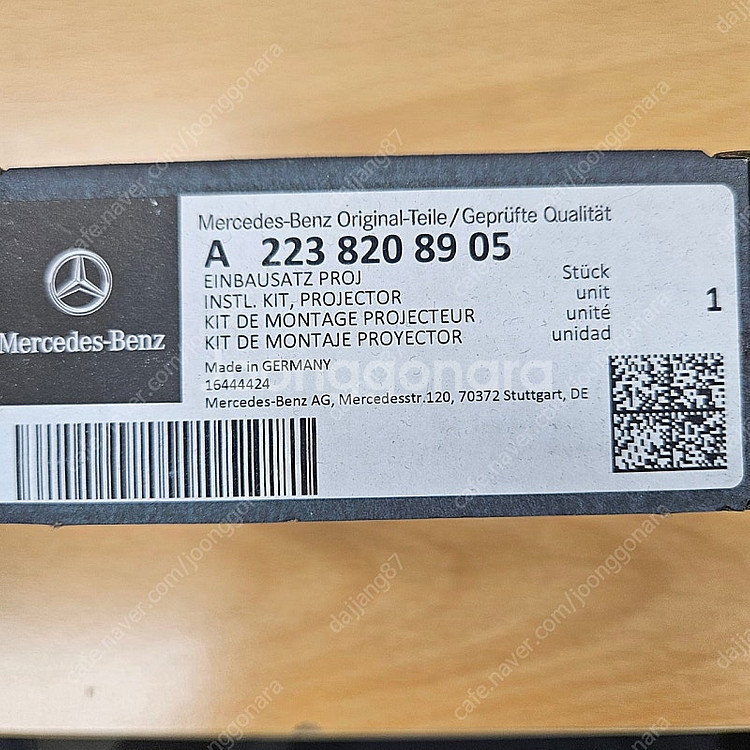 Mercedes-Benz
Mercedes-Benz Original-Teile/Geprüfte Qualität
A 223 820 89 05
EINBAUSATZ PROJ
INSTL. KIT, PROJECTOR
KIT DE MONTAGE PROJECTEUR
KIT DE MONTAJE PROYECTOR
Stück
unit
unité
unidad
1
Made in GERMANY
16444424
Mercedes-Benz AG, Mercedesstr.120, 70372 Stuttgart, DE
joonggonara
cafe.naver.com/joonggonara
dajjang87